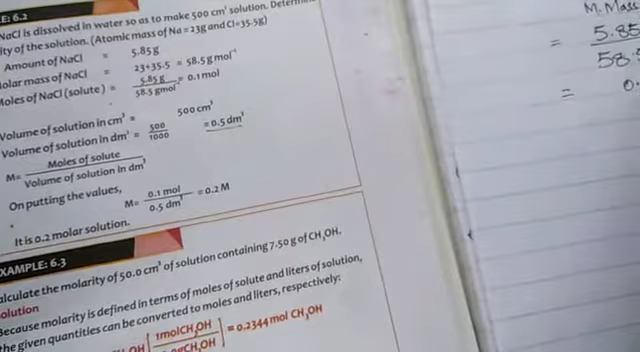 E: 6.2
NaCl is dissolved in water so as to make 500 cm³ solution.
ity of the solution. (Atomic mass of Na = 23g and Cl=35.5g)
Amount of NaCl = 5.85g
olar mass of NaCl = 23+35.5 = 58.5 g mol⁻¹
Moles of NaCl (solute) = 5.85 g / 58.5 gmol⁻¹ = 0.1 mol
Volume of solution in cm³ = 500 cm³
Volume of solution in dm³ = 500/1000 = 0.5 dm³
M= Moles of solute / Volume of solution in dm³
On putting the values,
M= 0.1 mol / 0.5 dm³ = 0.2 M
It is 0.2 molar solution.
XAMPLE: 6.3
alculate the molarity of 50.0 cm³ of solution containing 7.50 g of CH₃OH.
olution
Because molarity is defined in terms of moles of solute and liters of solution,
the given quantities can be converted to moles and liters, respectively:
OH [1molCH₃OH / gCH₃OH] = 0.2344 mol CH₃OH
M. Mass
= 5.85 / 58.
= 0.